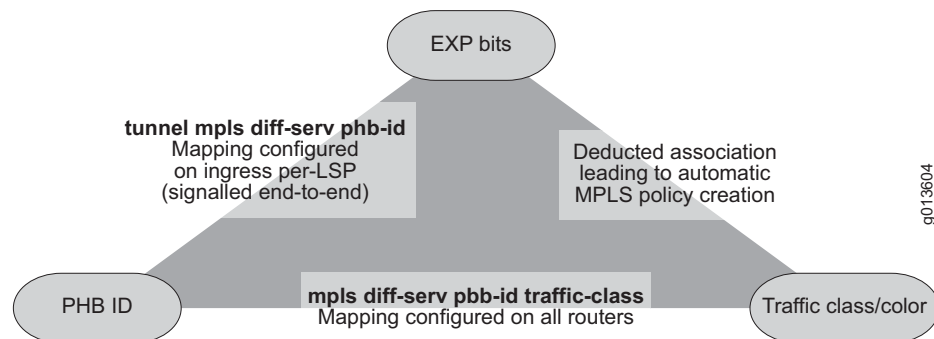 EXP bits
tunnel mpls diff-serv phb-id
Mapping configured
on ingress per-LSP
(signalled end-to-end)
Deducted association
leading to automatic
MPLS policy creation
g013604
PHB ID
mpls diff-serv pbb-id traffic-class
Mapping configured on all routers
Traffic class/color